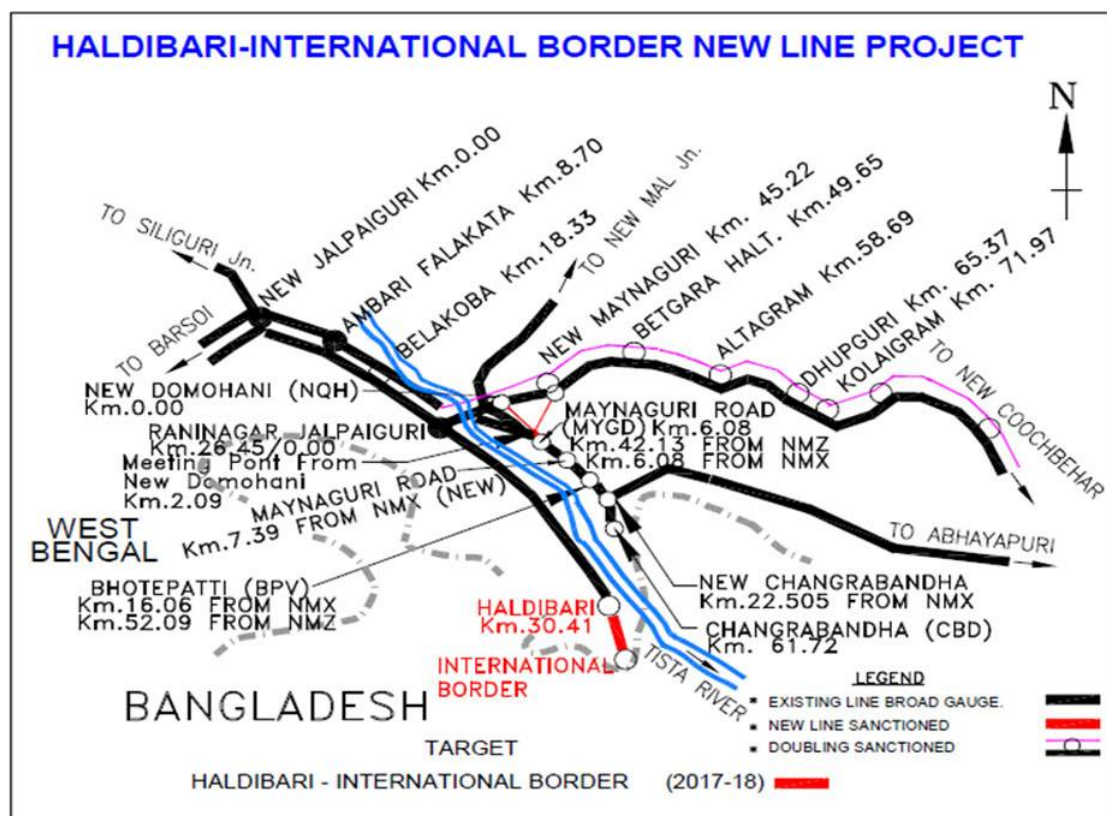 HALDIBARI-INTERNATIONAL BORDER NEW LINE PROJECT
N
TO SILIGURI Jn.
NEW JALPAIGURI Km.0.00
AMBARI FALAKATA Km.8.70
BELAKOBA Km.18.33
TO NEW MAL Jn.
NEW MAYNAGURI Km. 45.22
BETGARA HALT. Km.49.65
ALTAGRAM Km.58.69
DHUPGURI Km. 65.37
KOLAIGRAM Km. 71.97
TO NEW COOCHBEHAR
TO BARSOI
NEW DOMOHANI (NQH)
Km.0.00
RANINAGAR JALPAIGURI
Km.26.45/0.00
Meeting Pont From
New Domohani
Km.2.09
MAYNAGURI ROAD
Km.7.39 FROM NMX (NEW)
MAYNAGURI ROAD
(MYGD) Km.6.08
Km.42.13 FROM NMZ
Km.6.08 FROM NMX
TO ABHAYAPURI
WEST
BENGAL
BHOTEPATTI (BPV)
Km.16.06 FROM NMX
Km.52.09 FROM NMZ
NEW CHANGRABANDHA
Km.22.505 FROM NMX
CHANGRABANDHA (CBD)
Km. 61.72
HALDIBARI
Km.30.41
INTERNATIONAL
BORDER
TISTA RIVER
BANGLADESH
LEGEND
EXISTING LINE BROAD GAUGE.
NEW LINE SANCTIONED
DOUBLING SANCTIONED
TARGET
HALDIBARI - INTERNATIONAL BORDER (2017-18)